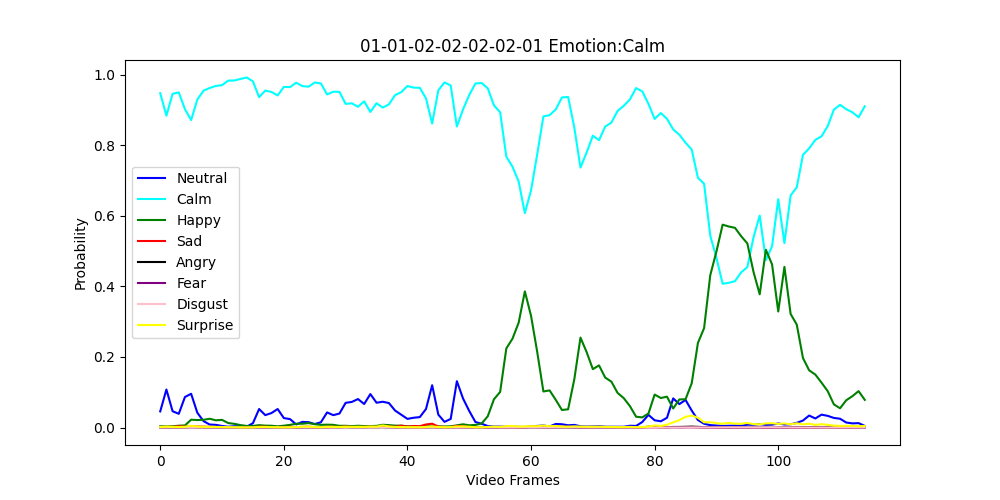 01-01-02-02-02-02-01 Emotion:Calm
1.0
0.8
0.6
0.4
0.2
0.0
Probability
Neutral
Calm
Happy
Sad
Angry
Fear
Disgust
Surprise
0 20 40 60 80 100
Video Frames